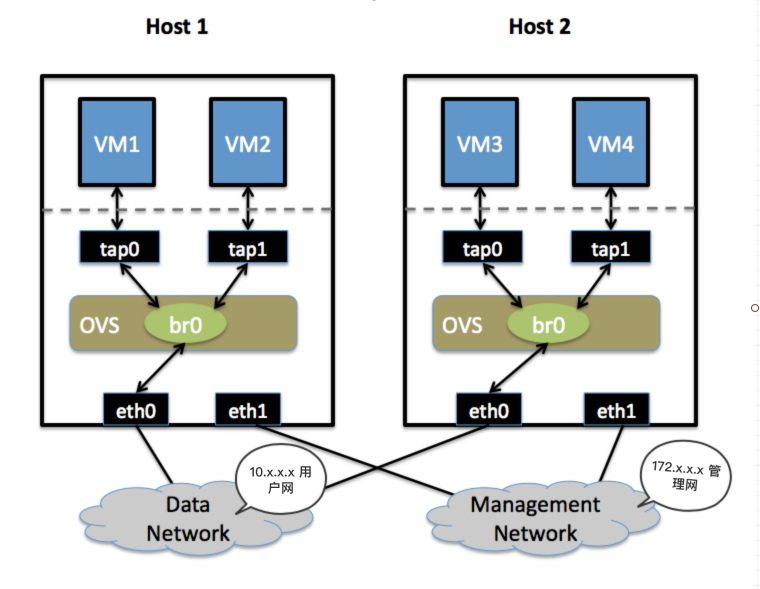 Host 1
Host 2
VM1
VM2
VM3
VM4
tap0
tap1
tap0
tap1
OVS
br0
OVS
br0
eth0
eth1
eth0
eth1
10.x.x.x 用
户网
172.x.x.x 管
理网
Data
Network
Management
Network